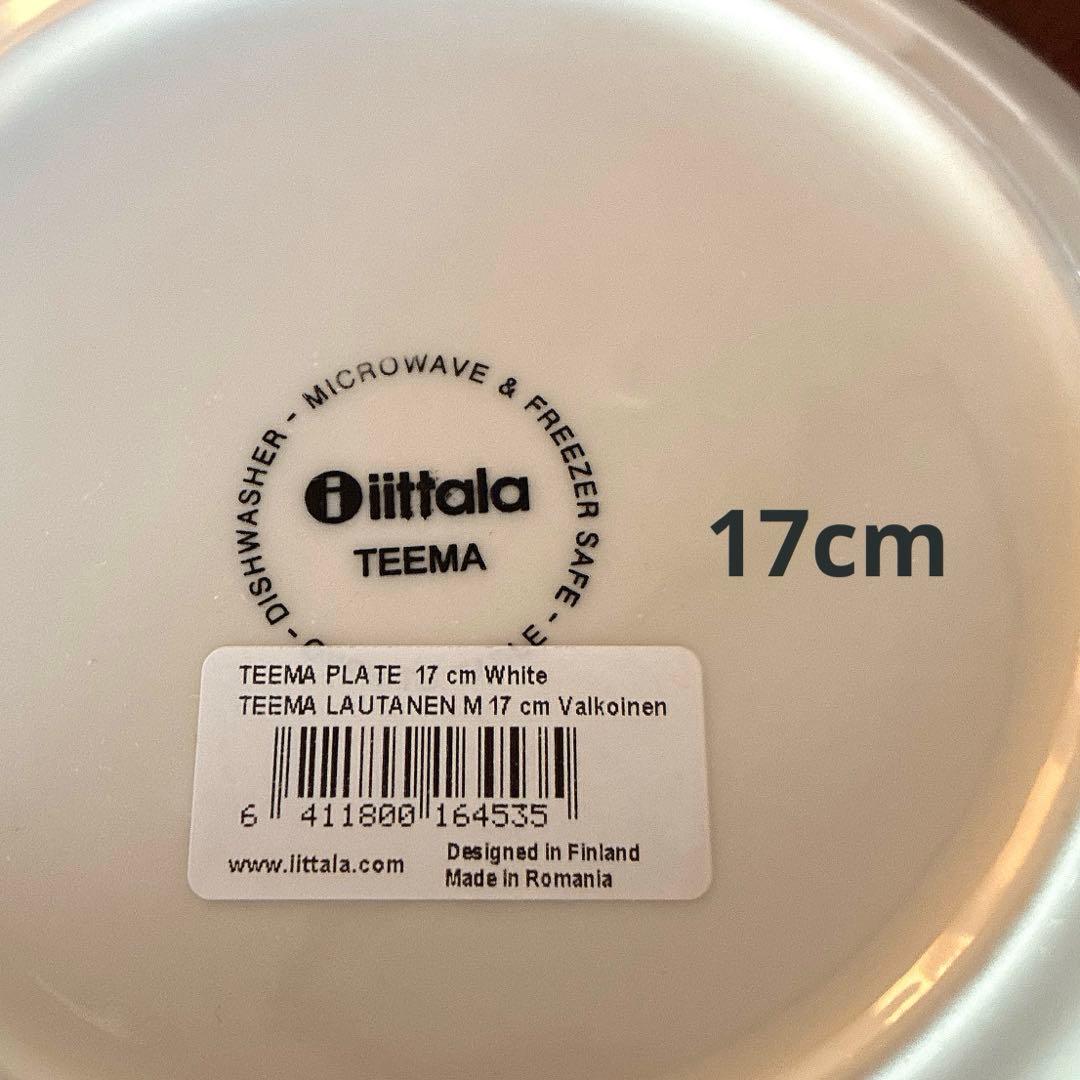 DISHWASHER - MICROWAVE & FREEZER SAFE -
iittala
TEEMA
17cm
TEEMA PLATE 17 cm White
TEEMA LAUTANEN M 17 cm Valkoinen
6 411800 164535
www.iittala.com
Designed in Finland
Made in Romania